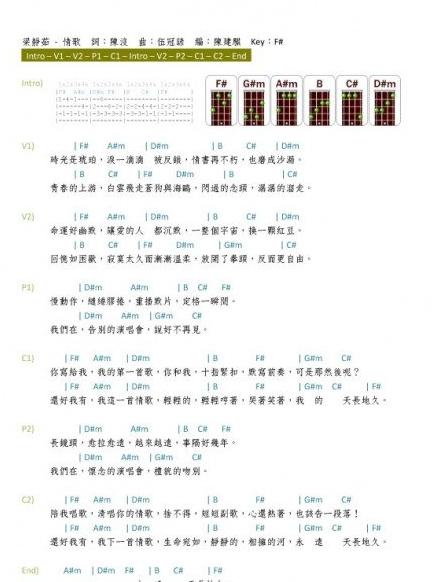 梁靜茹 - 情歌 詞：陳沒 曲：伍冠諺 編：陳建騏 Key：F#
Intro – V1 – V2 – P1 – C1 – Intro – V2 – P2 – C1 – C2 – End
Intro)
F# G#m A#m B C# D#m
V1) | F# A#m | D#m | B C# | D#m
時光是琥珀，淚一滴滴 被反鎖，情書再不朽，也磨成沙漏。
| B C# | F# D#m | B | C#
青春的上游，白雲飛走蒼狗與海鷗，閃過的念頭，潺潺的溜走。
V2) | F# A#m | D#m | B C# | D#m
命運好幽默，讓愛的人 都沉默，一整個宇宙，換一顆紅豆。
| B C# | F# D#m | G#m | C#
回憶如困獸，寂寞太久而漸漸溫柔，放開了拳頭，反而更自由。
P1) | D#m A#m | B C# F#
慢動作，繾綣膠捲，重播默片，定格一瞬間。
| D#m A#m | G#m C#
我們在，告別的演唱會，說好不再見。
C1) | F# A#m | D#m | B F# | G#m C#
你寫給我，我的第一首歌，你和我，十指緊扣，默寫前奏，可是那然後呢？
| F# A#m | D#m | B F# | G#m C# | F#
還好我有，我這一首情歌，輕輕的，輕輕哼著，哭著笑著，我 的 天長地久。
P2) | D#m A#m | B C# F#
長鏡頭，愈拉愈遠，越來越遠，事隔好幾年。
| D#m A#m | G#m C#
我們在，懷念的演唱會，禮貌的吻別。
C2) | F# A#m | D#m | B F# | G#m C#
陪我唱歌，清唱你的情歌，捨不得，短短副歌，心還熱著，也該告一段落！
| F# A#m | D#m | B F# | G#m C# | F#
還好我有，我下一首情歌，生命宛如，靜靜的，相擁的河，永 遠 天長地久。
End) A#m | D#m F# | B C# | F#